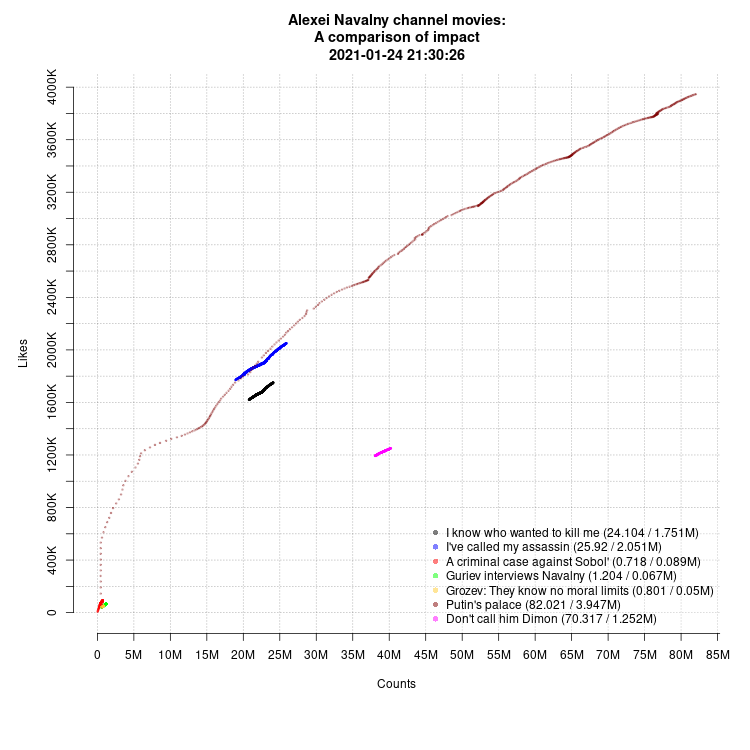 Alexei Navalny channel movies:
A comparison of impact
2021-01-24 21:30:26
4000K
3600K
3200K
2800K
2400K
2000K
1600K
1200K
800K
400K
0
Likes
I know who wanted to kill me (24.104 / 1.751M)
I've called my assassin (25.92 / 2.051M)
A criminal case against Sobol' (0.718 / 0.089M)
Guriev interviews Navalny (1.204 / 0.067M)
Grozev: They know no moral limits (0.801 / 0.05M)
Putin's palace (82.021 / 3.947M)
Don't call him Dimon (70.317 / 1.252M)
0 5M 10M 15M 20M 25M 30M 35M 40M 45M 50M 55M 60M 65M 70M 75M 80M 85M
Counts